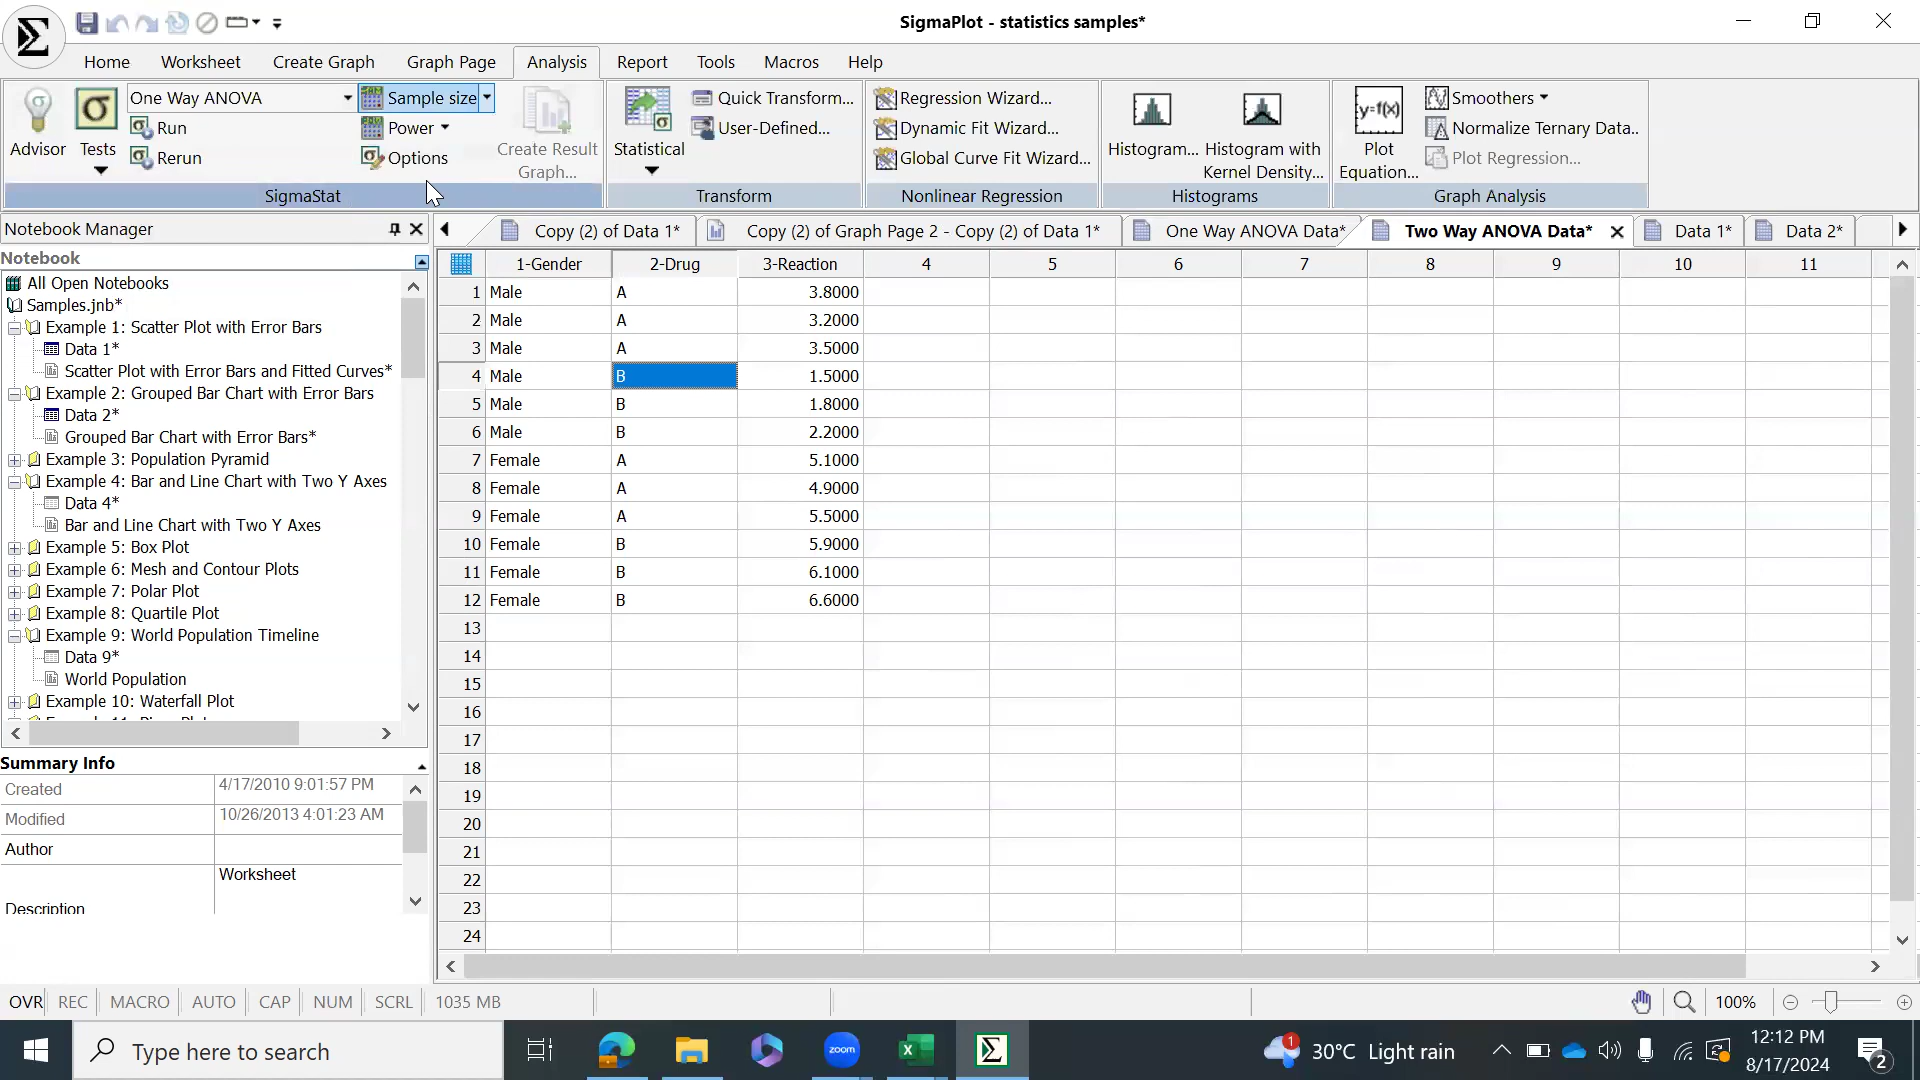 SigmaPlot - statistics samples*
Home Worksheet Create Graph Graph Page Analysis Report Tools Macros Help
Advisor
Tests
One Way ANOVA
Run
Rerun
Sample size
Power
Options
Create Result
Graph...
SigmaStat
Statistical
Quick Transform...
User-Defined...
Transform
Regression Wizard...
Dynamic Fit Wizard...
Global Curve Fit Wizard...
Nonlinear Regression
Histogram...
Histogram with
Kernel Density...
Histograms
y=f(x)
Plot
Equation...
Smoothers
Normalize Ternary Data..
Plot Regression...
Graph Analysis
Notebook Manager
Notebook
All Open Notebooks
Samples.jnb*
Example 1: Scatter Plot with Error Bars
Data 1*
Scatter Plot with Error Bars and Fitted Curves*
Example 2: Grouped Bar Chart with Error Bars
Data 2*
Grouped Bar Chart with Error Bars*
Example 3: Population Pyramid
Example 4: Bar and Line Chart with Two Y Axes
Data 4*
Bar and Line Chart with Two Y Axes
Example 5: Box Plot
Example 6: Mesh and Contour Plots
Example 7: Polar Plot
Example 8: Quartile Plot
Example 9: World Population Timeline
Data 9*
World Population
Example 10: Waterfall Plot
Summary Info
Created 4/17/2010 9:01:57 PM
Modified 10/26/2013 4:01:23 AM
Author
Worksheet
Description
Copy (2) of Data 1* Copy (2) of Graph Page 2 - Copy (2) of Data 1* One Way ANOVA Data* Two Way ANOVA Data* Data 1* Data 2*
1-Gender 2-Drug 3-Reaction 4 5 6 7 8 9 10 11
1 Male A 3.8000
2 Male A 3.2000
3 Male A 3.5000
4 Male B 1.5000
5 Male B 1.8000
6 Male B 2.2000
7 Female A 5.1000
8 Female A 4.9000
9 Female A 5.5000
10 Female B 5.9000
11 Female B 6.1000
12 Female B 6.6000
13
14
15
16
17
18
19
20
21
22
23
24
OVR REC MACRO AUTO CAP NUM SCRL 1035 MB
100%
Type here to search
zoom
1
30°C Light rain
12:12 PM
8/17/2024
2